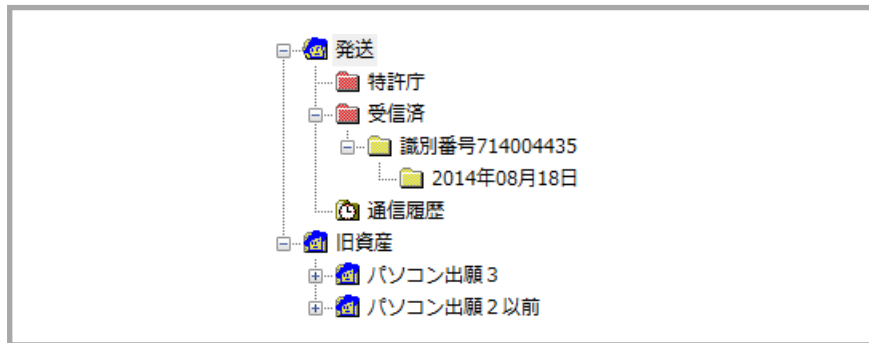 発送
特許庁
受信済
識別番号714004435
2014年08月18日
通信履歴
旧資産
パソコン出願３
パソコン出願２以前